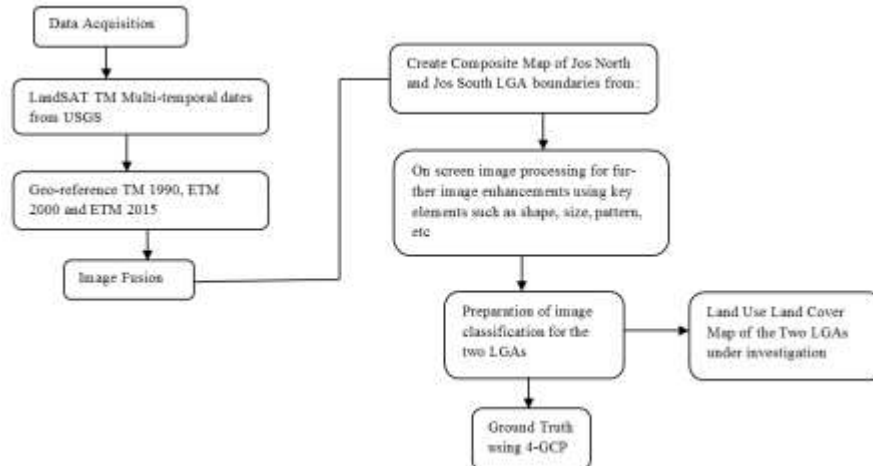 Data Acquisition
LandSAT TM Multi-temporal dates
from USGS
Geo-reference TM 1990, ETM
2000 and ETM 2015
Image Fusion
Create Composite Map of Jos North
and Jos South LGA boundaries from:
On screen image processing for fur-
ther image enhancements using key
elements such as shape, size, pattern,
etc
Preparation of image
classification for the
two LGAs
Land Use Land Cover
Map of the Two LGAs
under investigation
Ground Truth
using 4-GCP